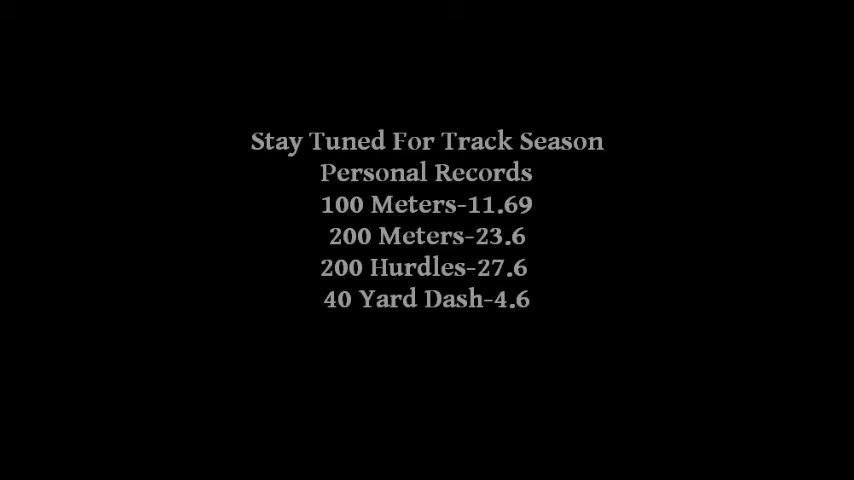 Stay Tuned For Track Season
Personal Records
100 Meters-11.69
200 Meters-23.6
200 Hurdles-27.6
40 Yard Dash-4.6